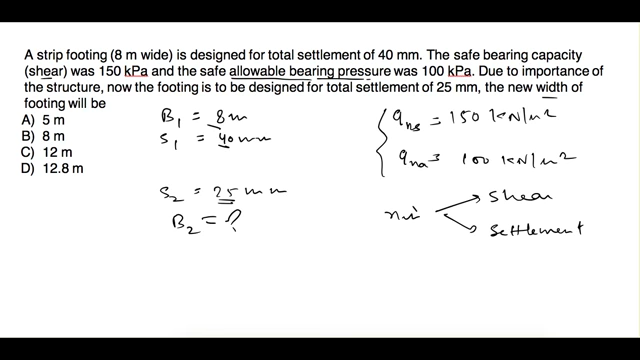 A strip footing (8 m wide) is designed for total settlement of 40 mm. The safe bearing capacity
(shear) was 150 kPa and the safe allowable bearing pressure was 100 kPa. Due to importance of
the structure, now the footing is to be designed for total settlement of 25 mm, the new width of
footing will be
A) 5 m
B) 8 m
C) 12 m
D) 12.8 m
B₁ = 8m
S₁ = 40 mm
S₂ = 25 mm
B₂ = ?
qns = 150 kN/m²
qna = 100 kN/m²
min
Shear
Settlement